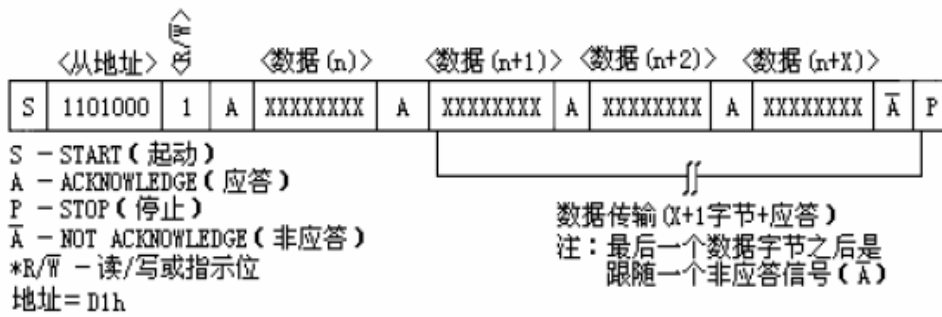 <R/W̅>
<从地址> <数据(n)> <数据(n+1)> <数据(n+2)> <数据(n+X)>
S 1101000 1 A XXXXXXXX A XXXXXXXX A XXXXXXXX A XXXXXXXX A̅ P
S － START（起动）
A － ACKNOWLEDGE（应答）
P － STOP（停止）
A̅ － NOT ACKNOWLEDGE（非应答）
*R/W̅ －读/写或指示位
地址＝D1h
数据传输(X+1字节+应答）
注：最后一个数据字节之后是
跟随一个非应答信号（A̅）